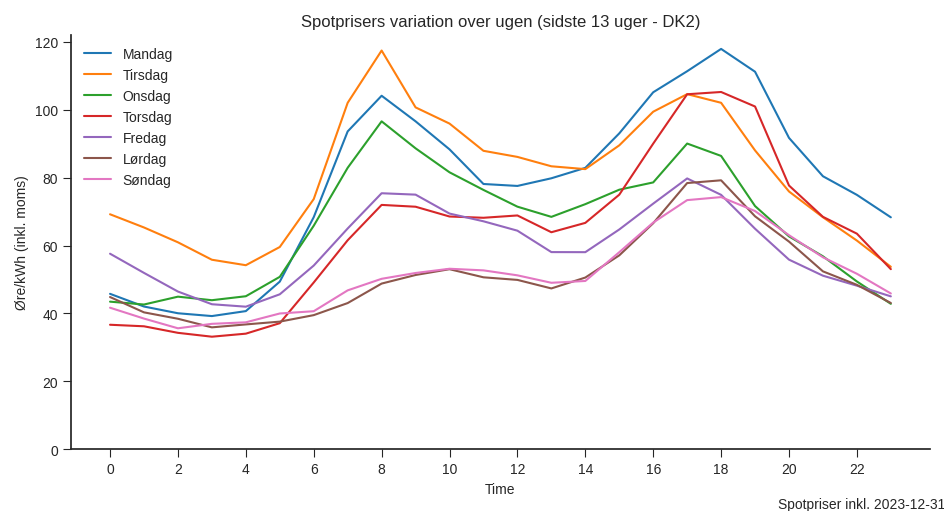 Spotprisers variation over ugen (sidste 13 uger - DK2)
120
100
80
60
40
20
0
Øre/kWh (inkl. moms)
Mandag
Tirsdag
Onsdag
Torsdag
Fredag
Lørdag
Søndag
0 2 4 6 8 10 12 14 16 18 20 22
Time
Spotpriser inkl. 2023-12-31